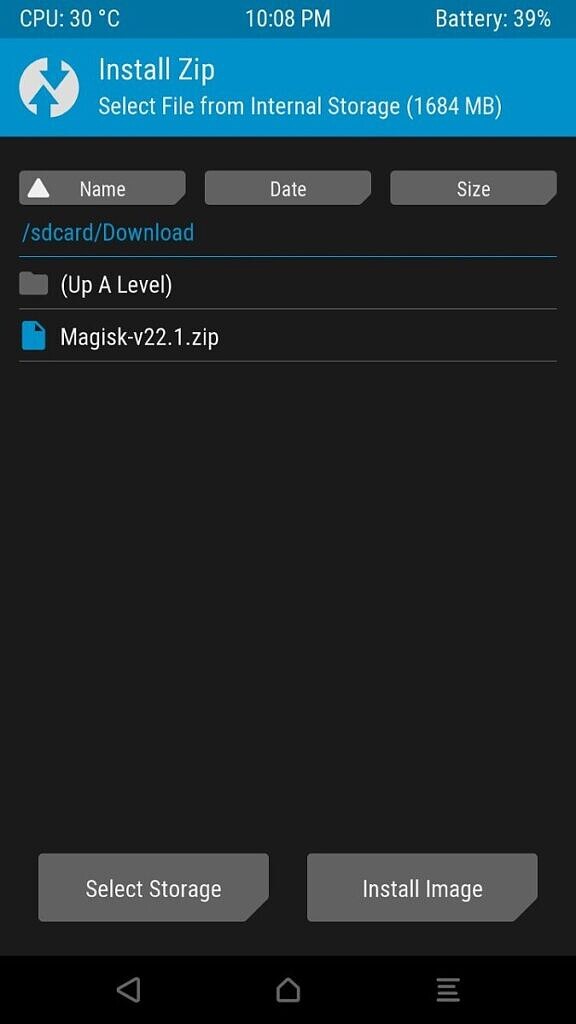 CPU: 30 °C 10:08 PM Battery: 39%
Install Zip
Select File from Internal Storage (1684 MB)
Name Date Size
/sdcard/Download
(Up A Level)
Magisk-v22.1.zip
Select Storage Install Image